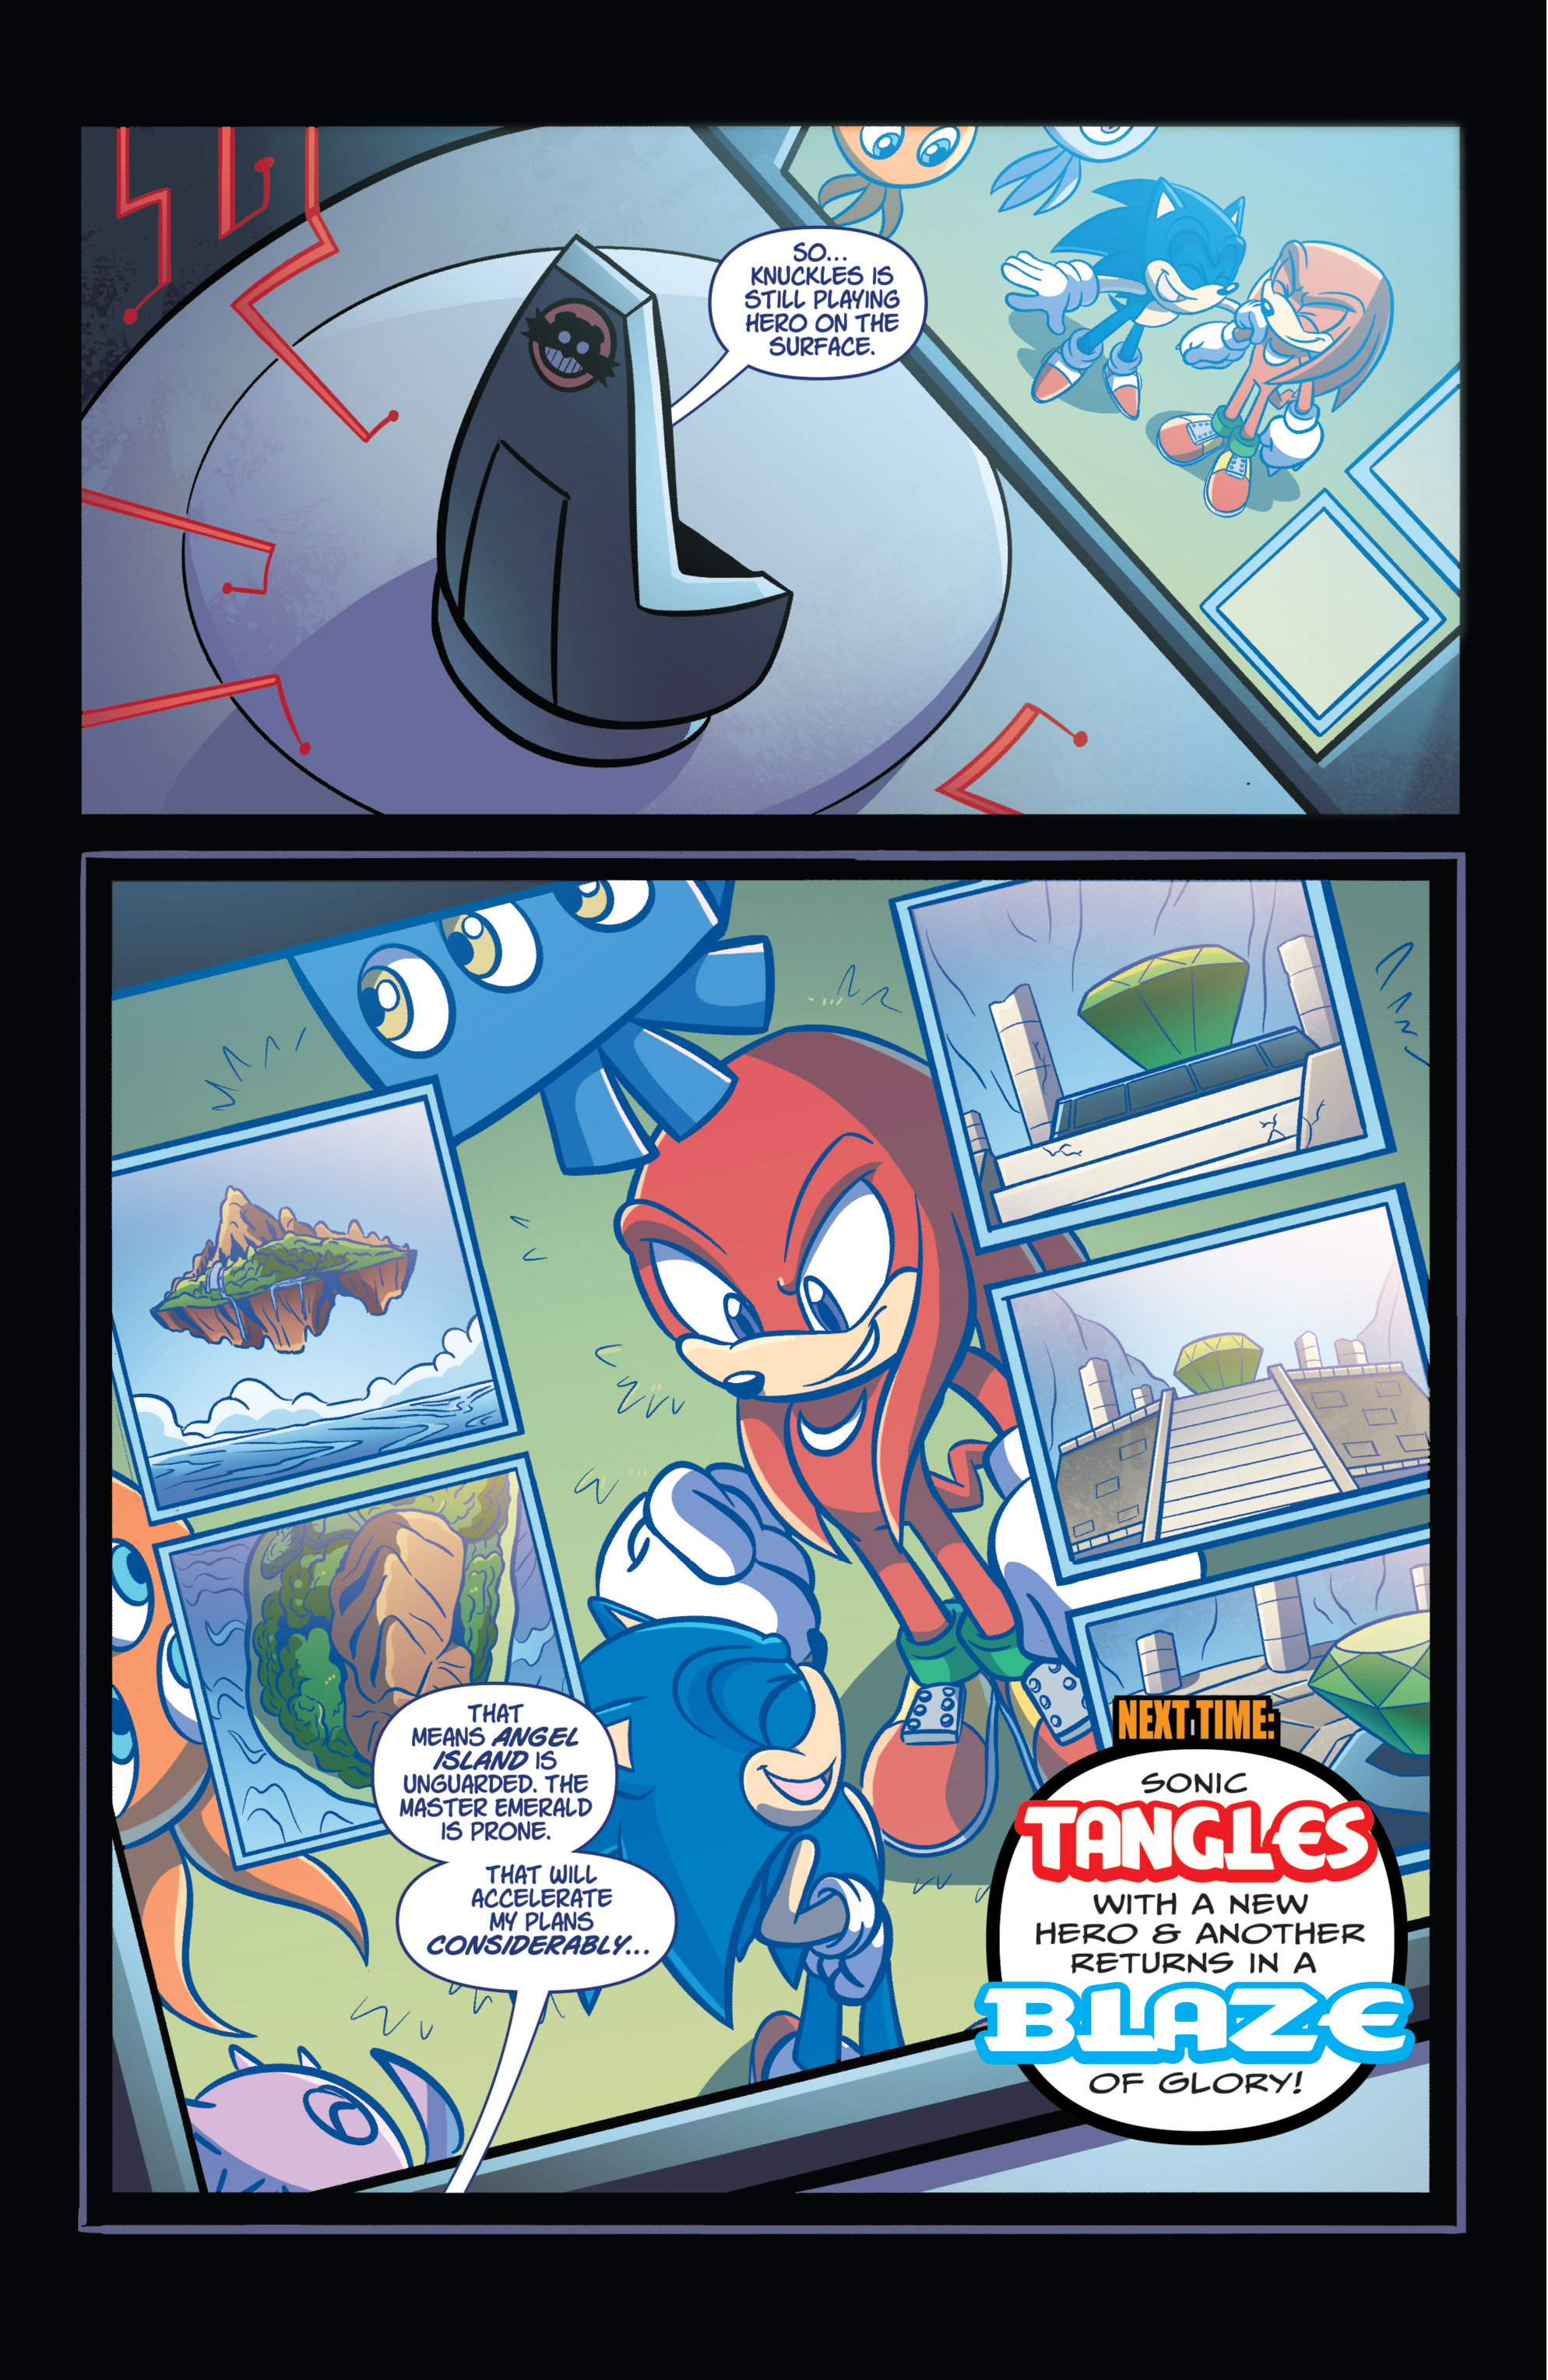 SO...
KNUCKLES IS
STILL PLAYING
HERO ON THE
SURFACE.
THAT
MEANS ANGEL
ISLAND IS
UNGUARDED. THE
MASTER EMERALD
IS PRONE.
THAT WILL
ACCELERATE
MY PLANS
CONSIDERABLY...
NEXT TIME:
SONIC
TANGLES
WITH A NEW
HERO & ANOTHER
RETURNS IN A
BLAZE
OF GLORY!